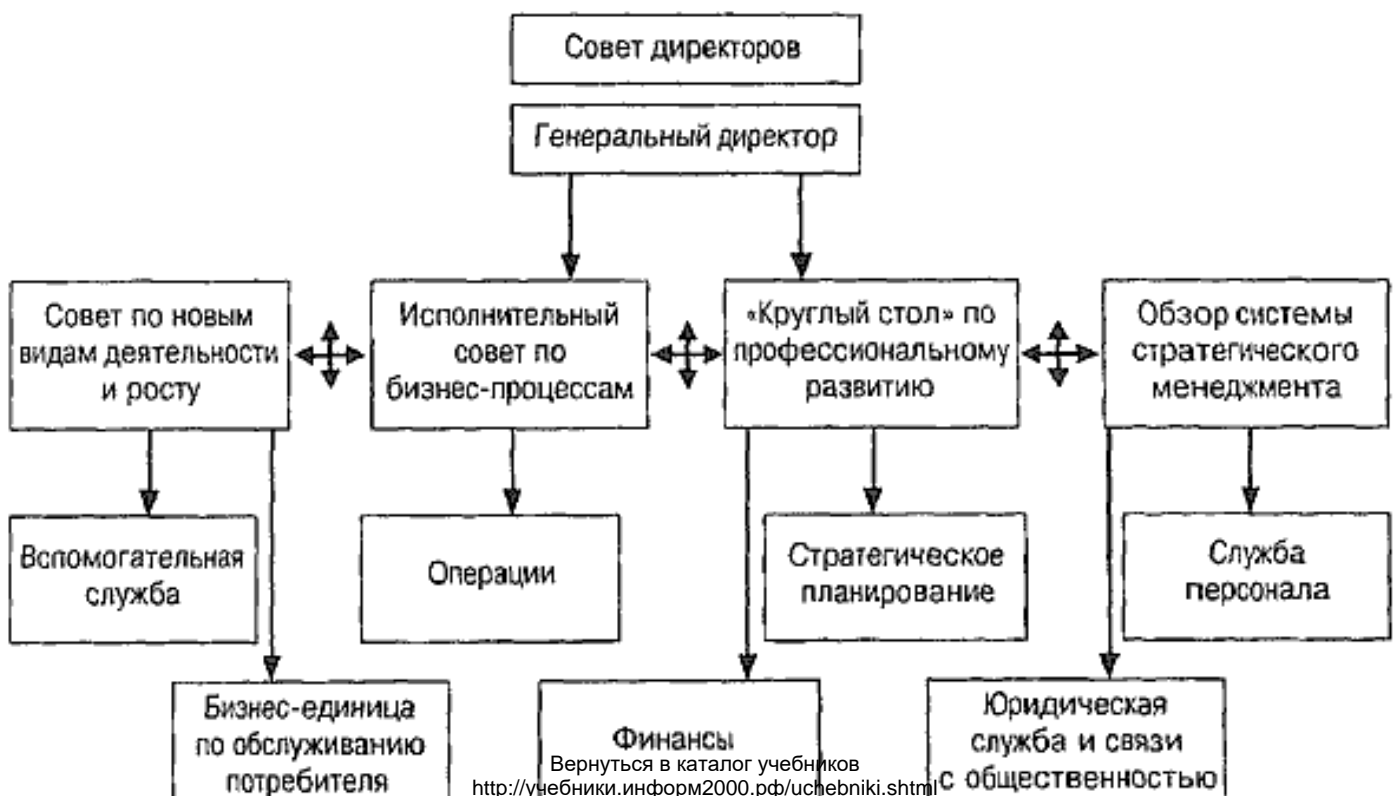 Совет директоров
Генеральный директор
Совет по новым
видам деятельности
и росту
Исполнительный
совет по
бизнес-процессам
«Круглый стол» по
профессиональному
развитию
Обзор системы
стратегического
менеджмента
Вспомогательная
служба
Операции
Стратегическое
планирование
Служба
персонала
Бизнес-единица
по обслуживанию
потребителя
Финансы
Юридическая
служба и связи
с общественностью
Вернуться в каталог учебников
http://учебники.информ2000.рф/uchebniki.shtml